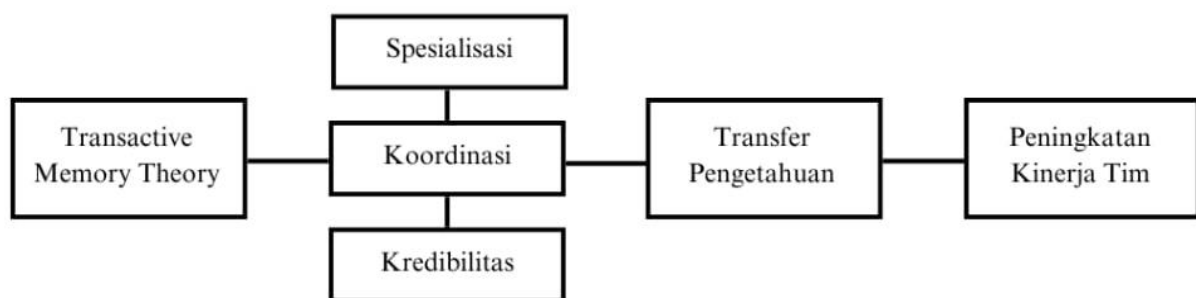 Spesialisasi
Transactive
Memory Theory
Koordinasi
Transfer
Pengetahuan
Peningkatan
Kinerja Tim
Kredibilitas